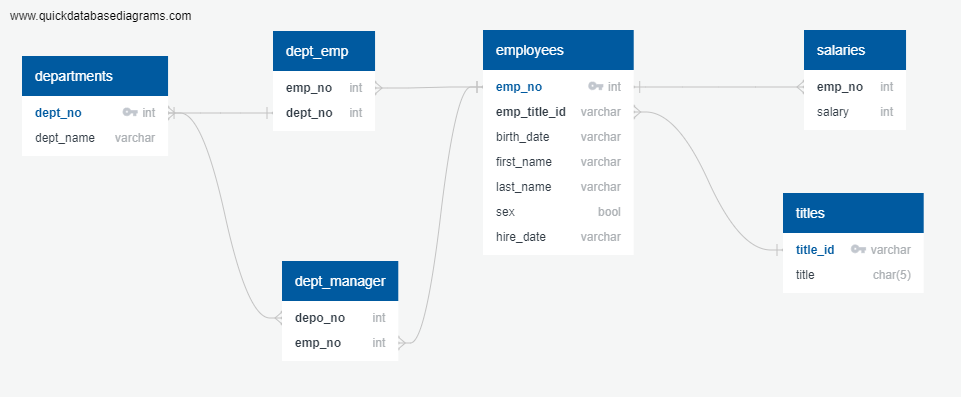 www.quickdatabasediagrams.com
departments
dept_no int
dept_name varchar
dept_emp
emp_no int
dept_no int
employees
emp_no int
emp_title_id varchar
birth_date varchar
first_name varchar
last_name varchar
sex bool
hire_date varchar
salaries
emp_no int
salary int
titles
title_id varchar
title char(5)
dept_manager
depo_no int
emp_no int